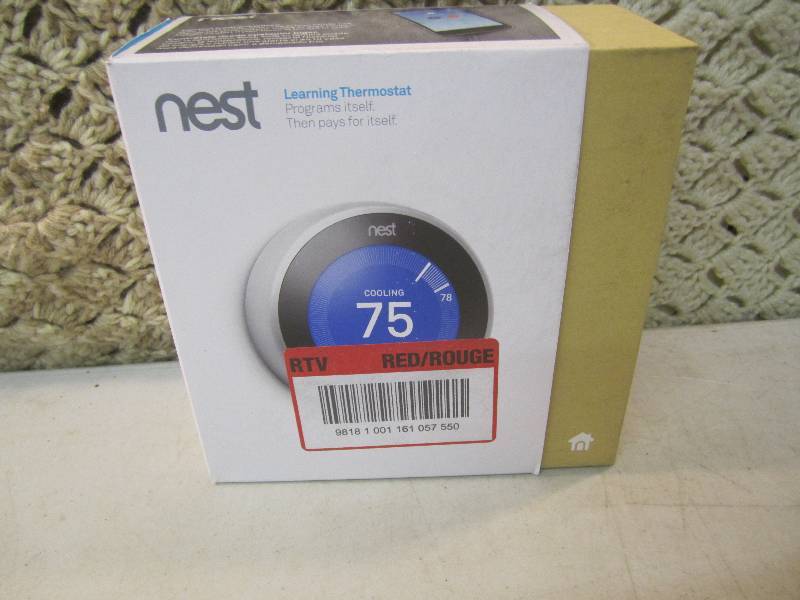 nest
Learning Thermostat
Programs itself.
Then pays for itself.
nest
COOLING
75
78
RTV RED/ROUGE
9818 1 001 161 057 550